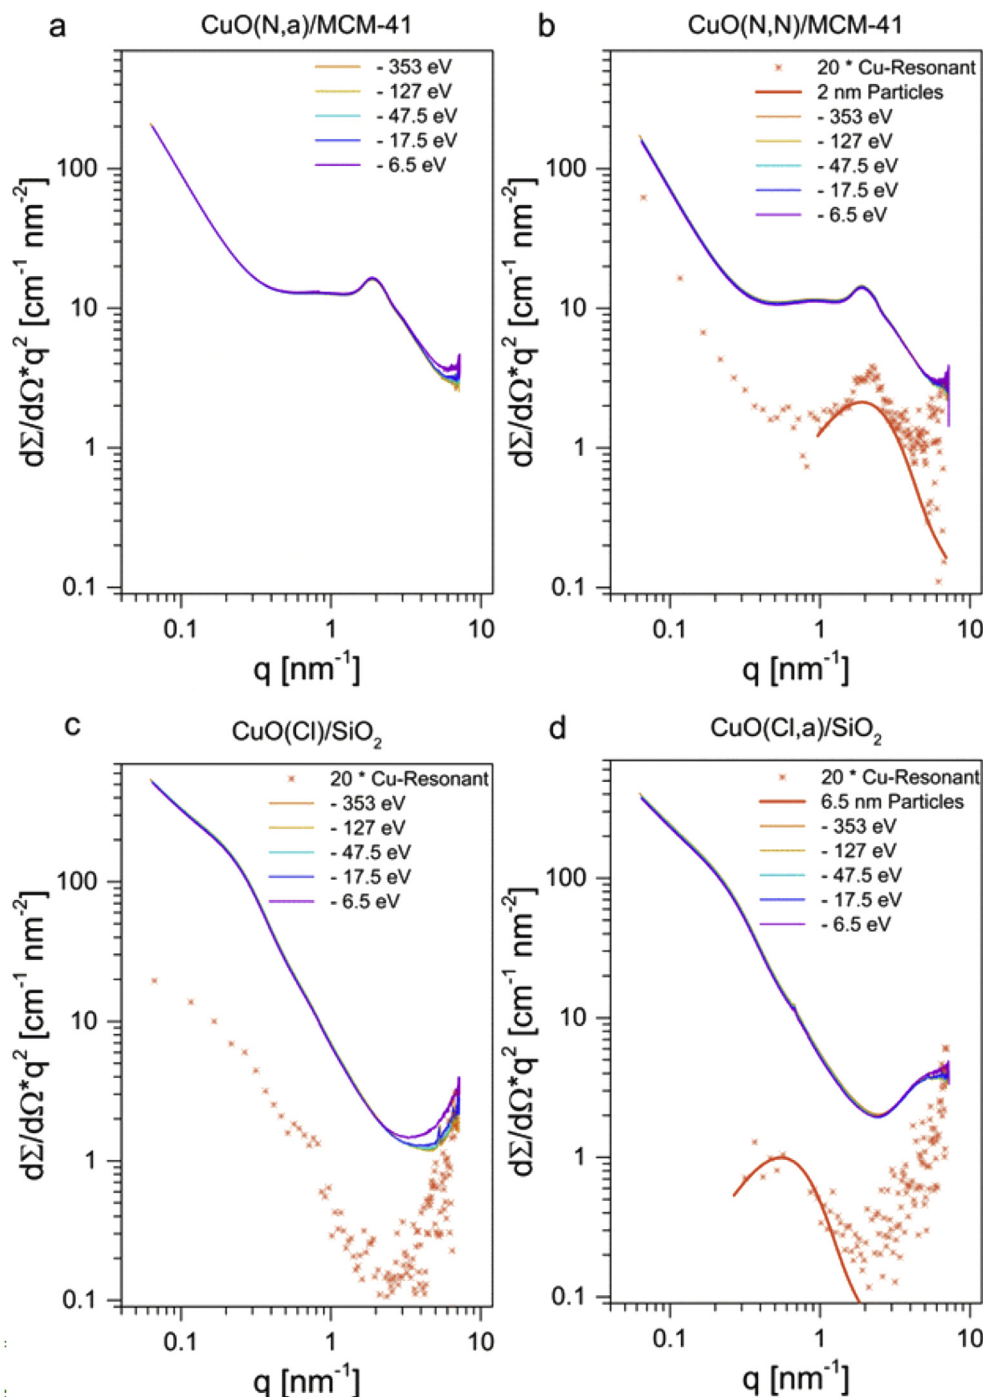 a CuO(N,a)/MCM-41
- 353 eV
- 127 eV
- 47.5 eV
- 17.5 eV
- 6.5 eV
dΣ/dΩ*q² [cm⁻¹ nm⁻²]
100
10
1
0.1
0.1 1 10
q [nm⁻¹]
b CuO(N,N)/MCM-41
20 * Cu-Resonant
2 nm Particles
- 353 eV
- 127 eV
- 47.5 eV
- 17.5 eV
- 6.5 eV
dΣ/dΩ*q² [cm⁻¹ nm⁻²]
100
10
1
0.1
0.1 1 10
q [nm⁻¹]
c CuO(Cl)/SiO₂
20 * Cu-Resonant
- 353 eV
- 127 eV
- 47.5 eV
- 17.5 eV
- 6.5 eV
dΣ/dΩ*q² [cm⁻¹ nm⁻²]
100
10
1
0.1
0.1 1 10
q [nm⁻¹]
d CuO(Cl,a)/SiO₂
20 * Cu-Resonant
6.5 nm Particles
- 353 eV
- 127 eV
- 47.5 eV
- 17.5 eV
- 6.5 eV
dΣ/dΩ*q² [cm⁻¹ nm⁻²]
100
10
1
0.1
0.1 1 10
q [nm⁻¹]